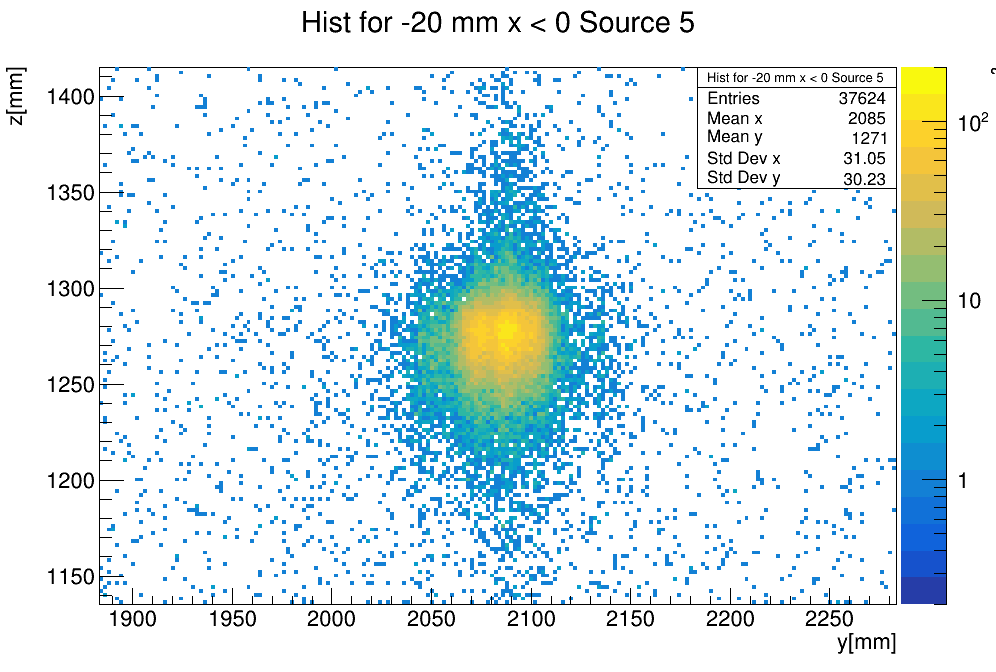 Hist for -20 mm x < 0 Source 5
z[mm]
Hist for -20 mm x < 0 Source 5
Entries 37624
Mean x 2085
Mean y 1271
Std Dev x 31.05
Std Dev y 30.23
1400
1350
1300
1250
1200
1150
1900 1950 2000 2050 2100 2150 2200 2250
y[mm]
10²
10
1